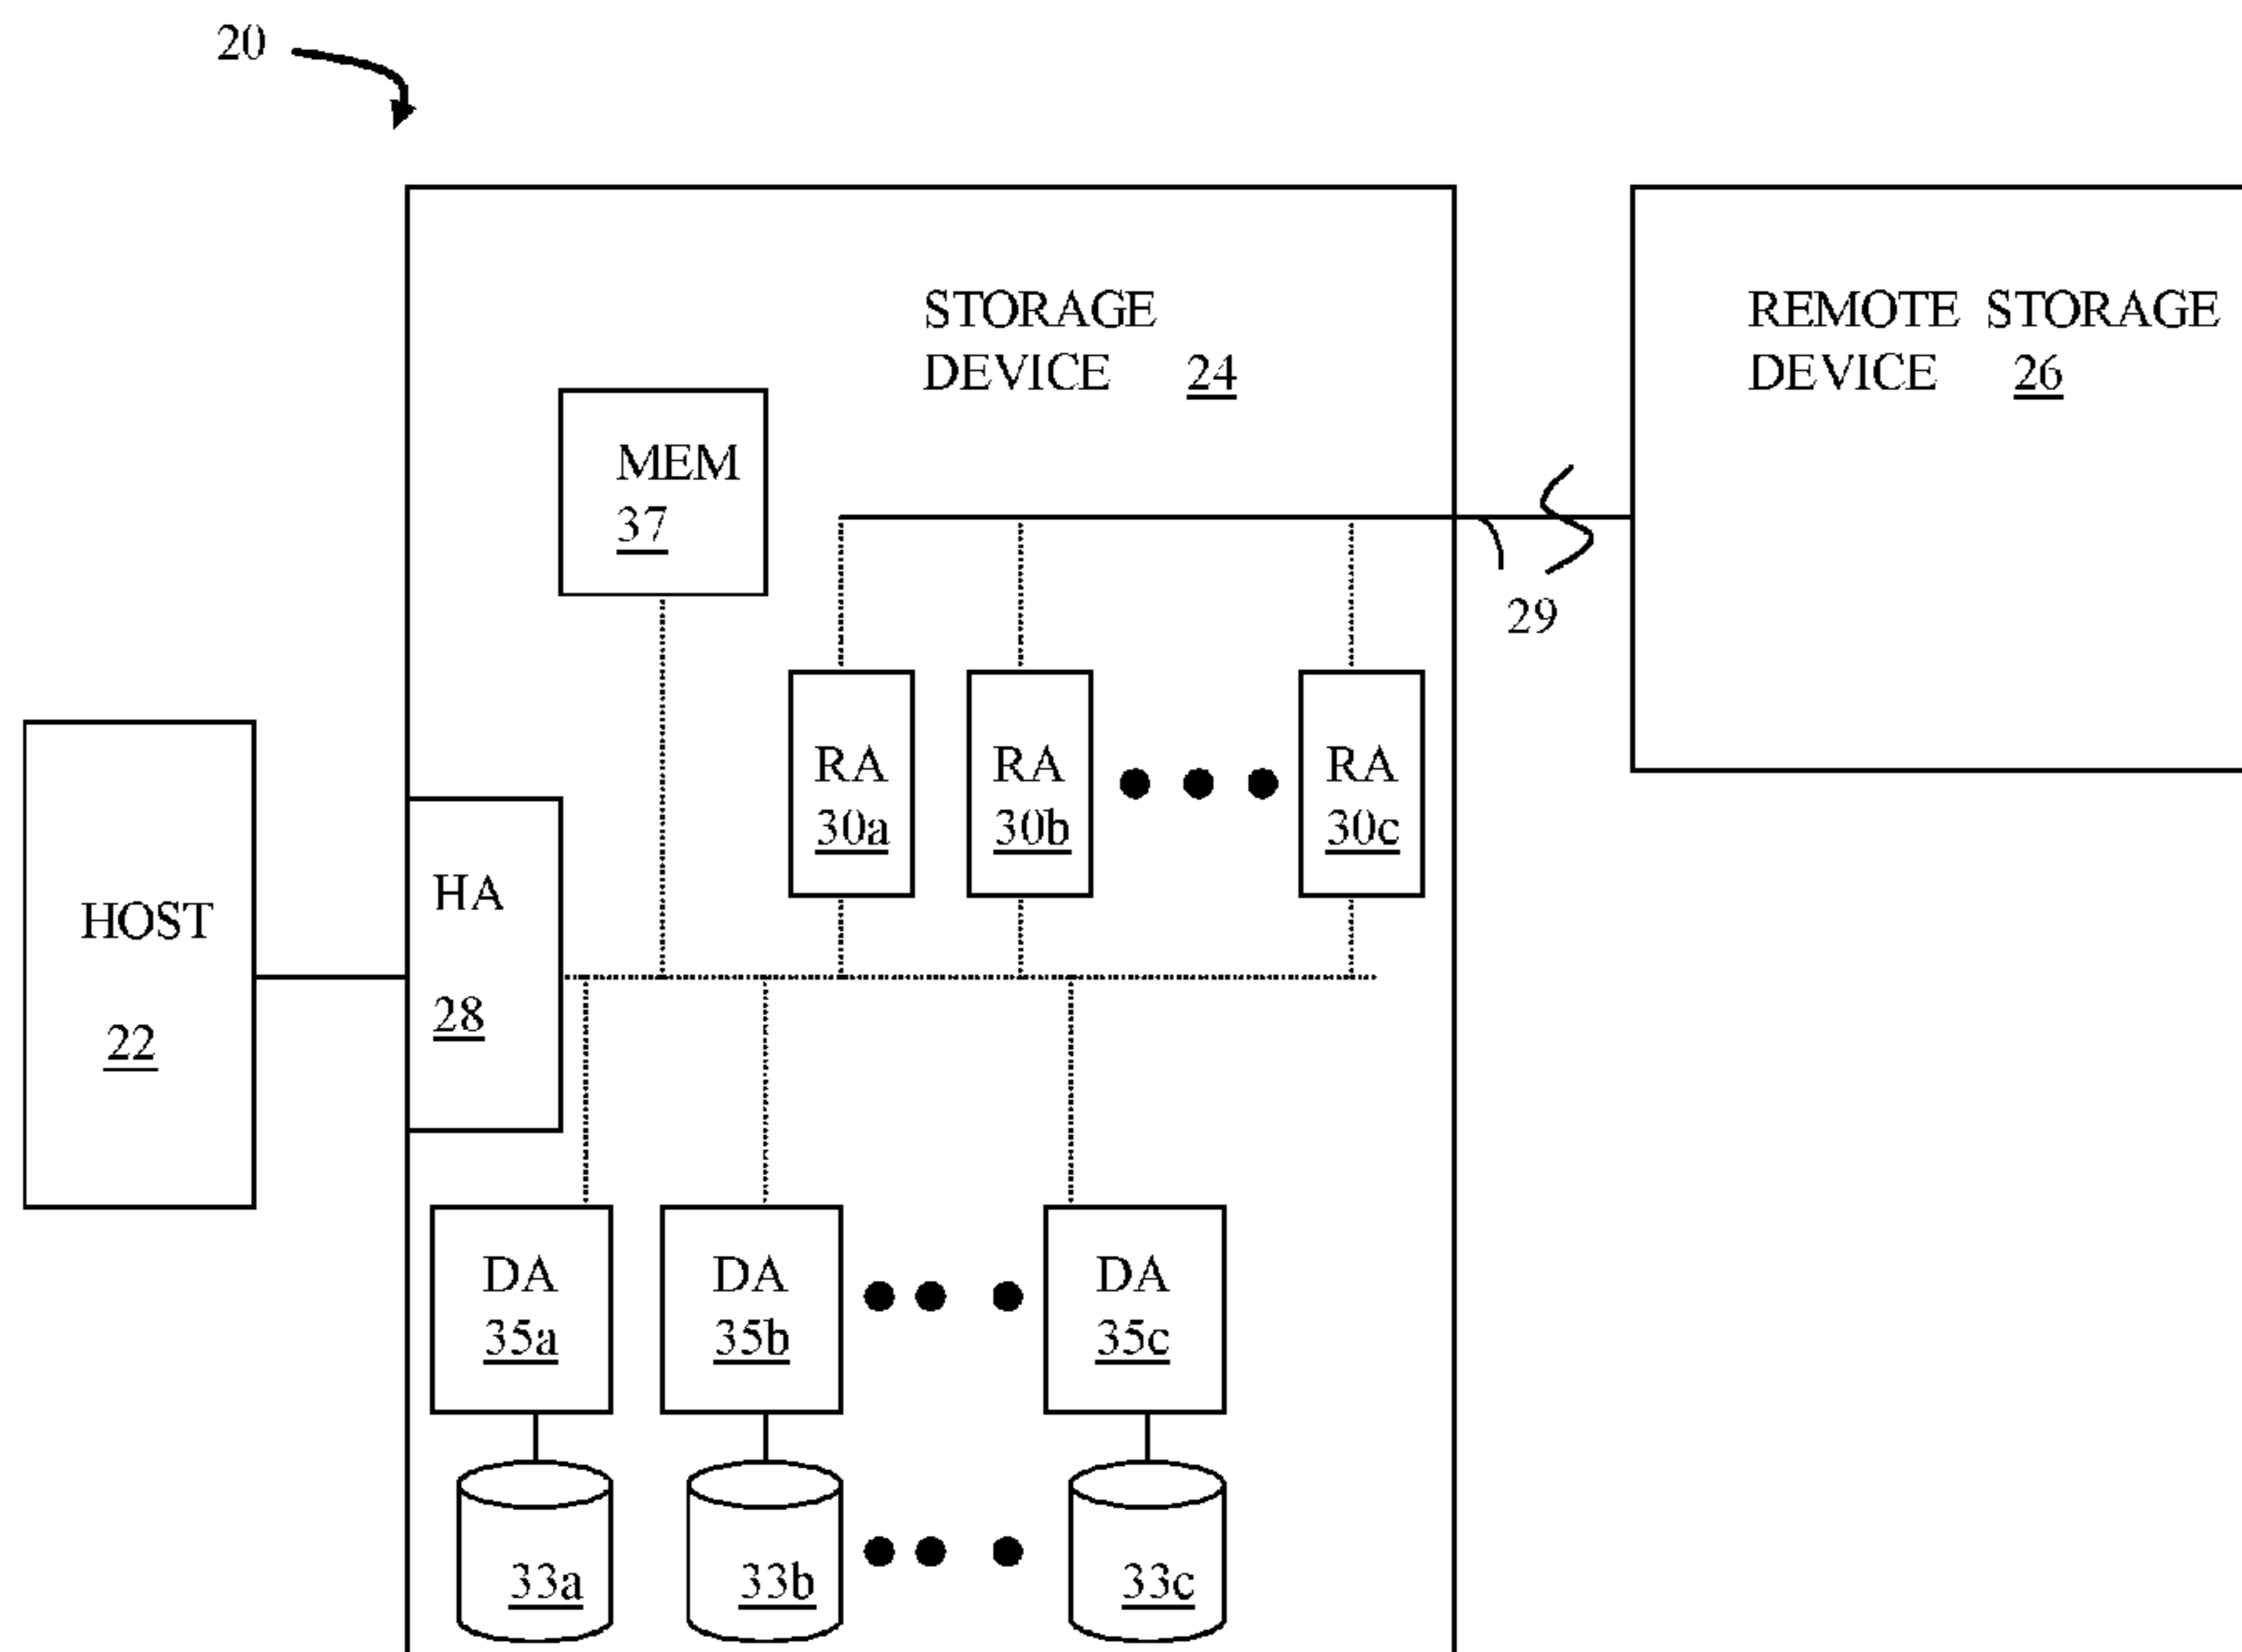 20
STORAGE
DEVICE 24
REMOTE STORAGE
DEVICE 26
MEM
37
29
RA
30a
RA
30b
RA
30c
HOST
22
HA
28
DA
35a
DA
35b
DA
35c
33a
33b
33c